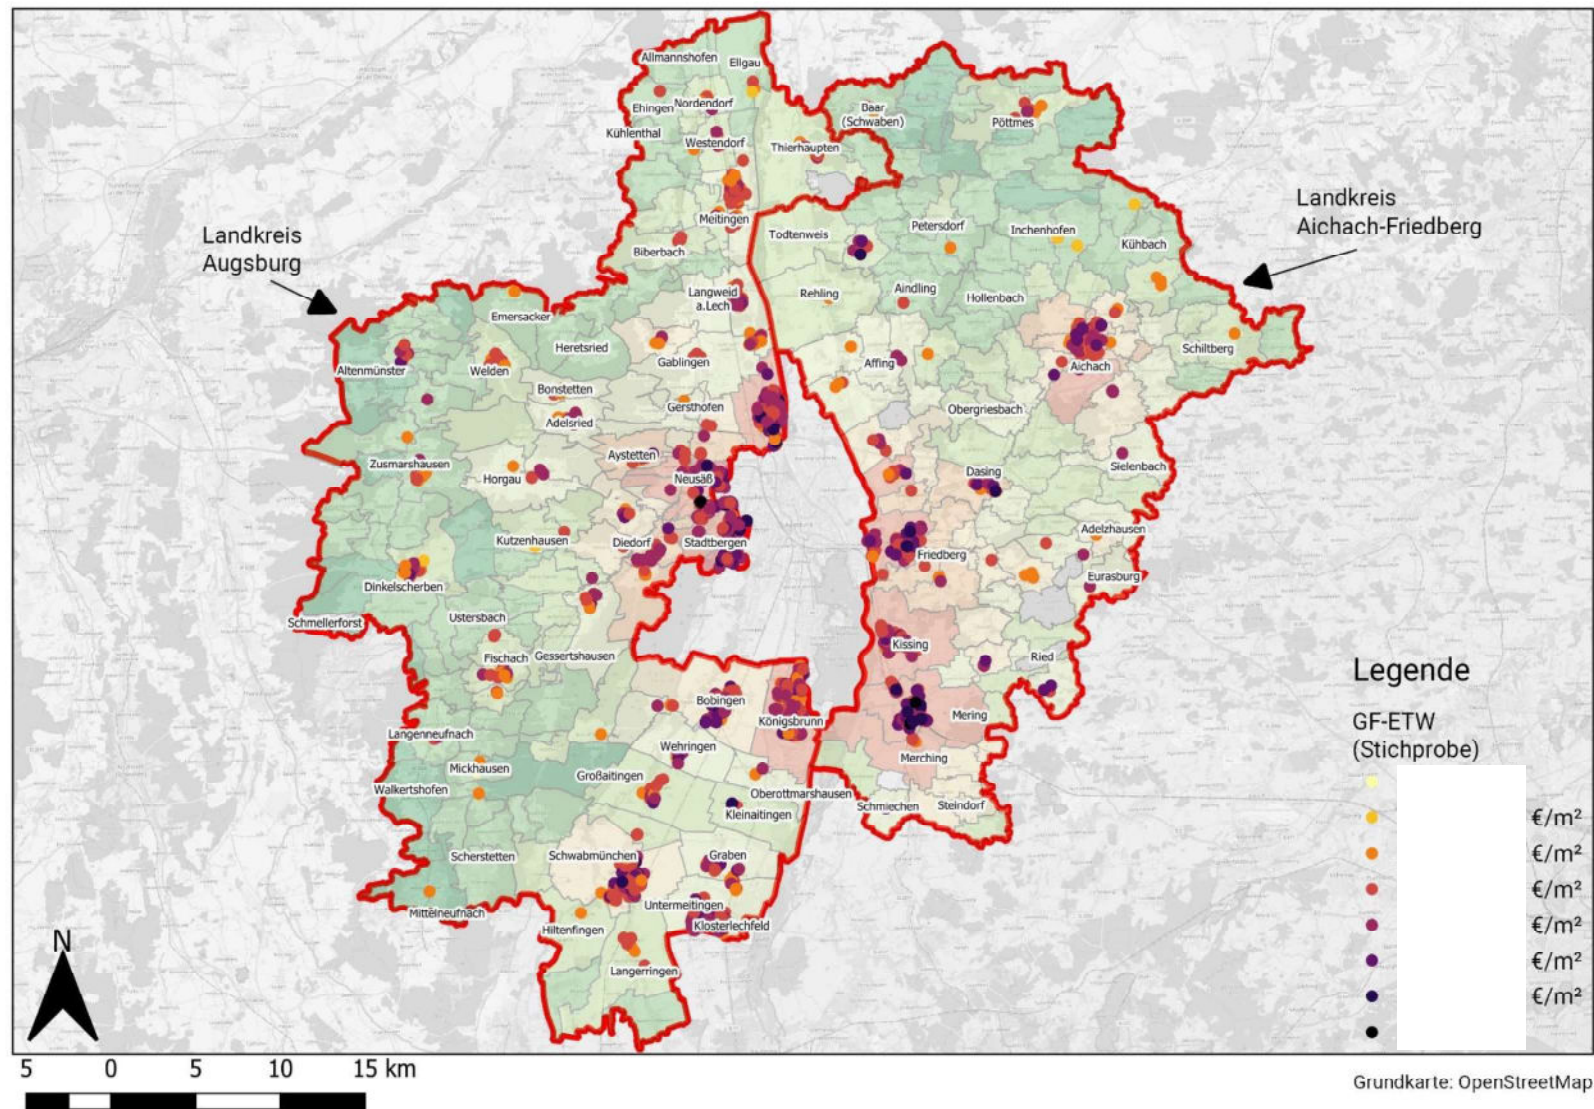 Allmannshofen
Ellgau
Ehingen
Nordendorf
Kühlenthal
Westendorf
Thierhaupten
Baar
(Schwaben)
Pöttmes
Landkreis
Augsburg
Landkreis
Aichach-Friedberg
Meitingen
Biberbach
Todtenweis
Petersdorf
Inchenhofen
Kühbach
Langweid
a.Lech
Rehling
Aindling
Hollenbach
Emersacker
Heretsried
Altenmünster
Welden
Gablingen
Affing
Aichach
Schiltberg
Bonstetten
Adelsried
Gersthofen
Obergriesbach
Zusmarshausen
Horgau
Aystetten
Neusäß
Dasing
Sielenbach
Kutzenhausen
Diedorf
Stadtbergen
Friedberg
Adelzhausen
Dinkelscherben
Eurasburg
Schmellerforst
Ustersbach
Fischach
Gessertshausen
Kissing
Ried
Langenneufnach
Bobingen
Königsbrunn
Mering
Wehringen
Merching
Mickhausen
Walkertshofen
Großaitingen
Oberottmarshausen
Kleinaitingen
Schmiechen
Steindorf
Scherstetten
Schwabmünchen
Graben
Mittelneufnach
Untermeitingen
Hiltenfingen
Klosterlechfeld
Langerringen
Legende
GF-ETW
(Stichprobe)
€/m²
€/m²
€/m²
€/m²
€/m²
€/m²
N
5 0 5 10 15 km
Grundkarte: OpenStreetMap